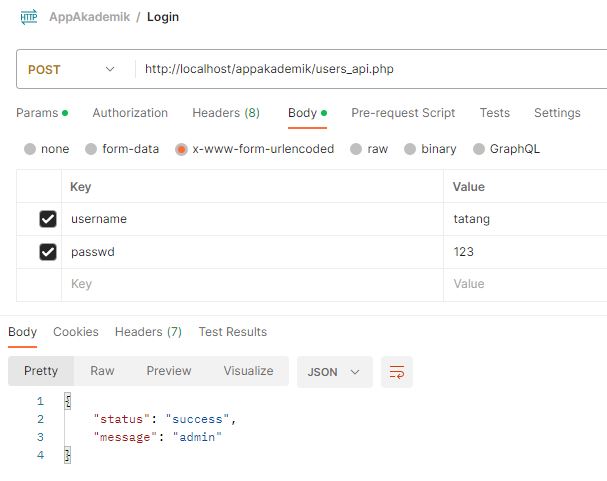 HTTP AppAkademik / Login
POST http://localhost/appakademik/users_api.php
Params Authorization Headers (8) Body Pre-request Script Tests Settings
none form-data x-www-form-urlencoded raw binary GraphQL
Key Value
username tatang
passwd 123
Key Value
Body Cookies Headers (7) Test Results
Pretty Raw Preview Visualize JSON
1 {
2 "status": "success",
3 "message": "admin"
4 }